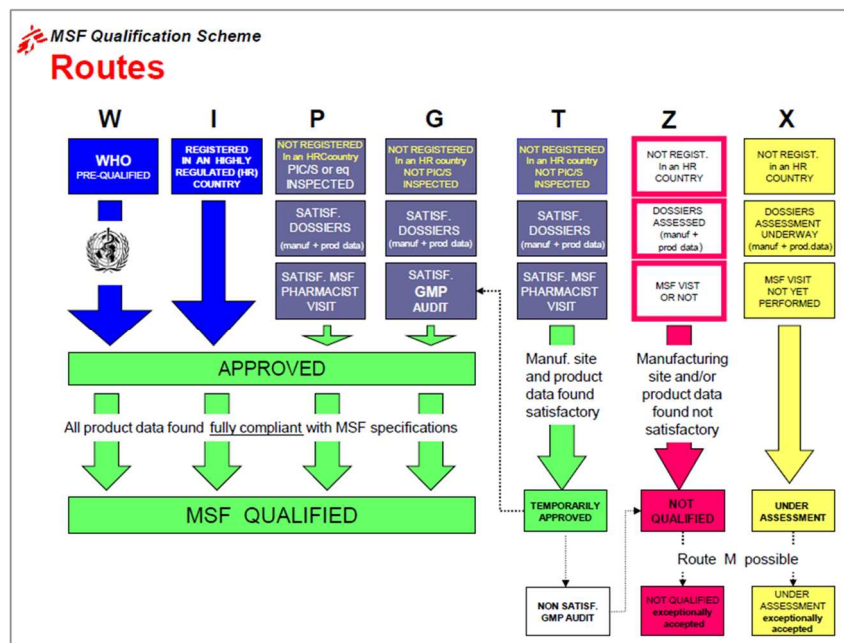 MSF Qualification Scheme
Routes
W
I
P
G
T
Z
X
WHO
PRE-QUALIFIED
REGISTERED
IN AN HIGHLY
REGULATED (HR)
COUNTRY
NOT REGISTERED
In an HRCcountry
PIC/S or eq
INSPECTED
SATISF.
DOSSIERS
(manuf + prod data)
SATISF. MSF
PHARMACIST
VISIT
NOT REGISTERED
In an HR country
NOT PIC/S
INSPECTED
SATISF.
DOSSIERS
(manuf + prod data)
SATISF.
GMP
AUDIT
NOT REGISTERED
In an HR country
NOT PIC/S
INSPECTED
SATISF.
DOSSIERS
(manuf + prod data)
SATISF. MSF
PHARMACIST
VISIT
NOT REGIST.
In an HR
COUNTRY
DOSSIERS
ASSESSED
(manuf +
prod data)
MSF VIST
OR NOT
NOT REGIST.
in an HR
COUNTRY
DOSSIERS
ASSESSMENT
UNDERWAY
(manuf + prod.data)
MSF VISIT
NOT YET
PERFORMED
APPROVED
Manuf. site
and product
data found
satisfactory
Manufacturing
site and/or
product data
found not
satisfactory
All product data found fully compliant with MSF specifications
MSF QUALIFIED
TEMPORARILY
APPROVED
NOT
QUALIFIED
UNDER
ASSESSMENT
Route M possible
NON SATISF.
GMP AUDIT
NOT QUALIFIED
exceptionally
accepted
UNDER
ASSESSMENT
exceptionally
accepted